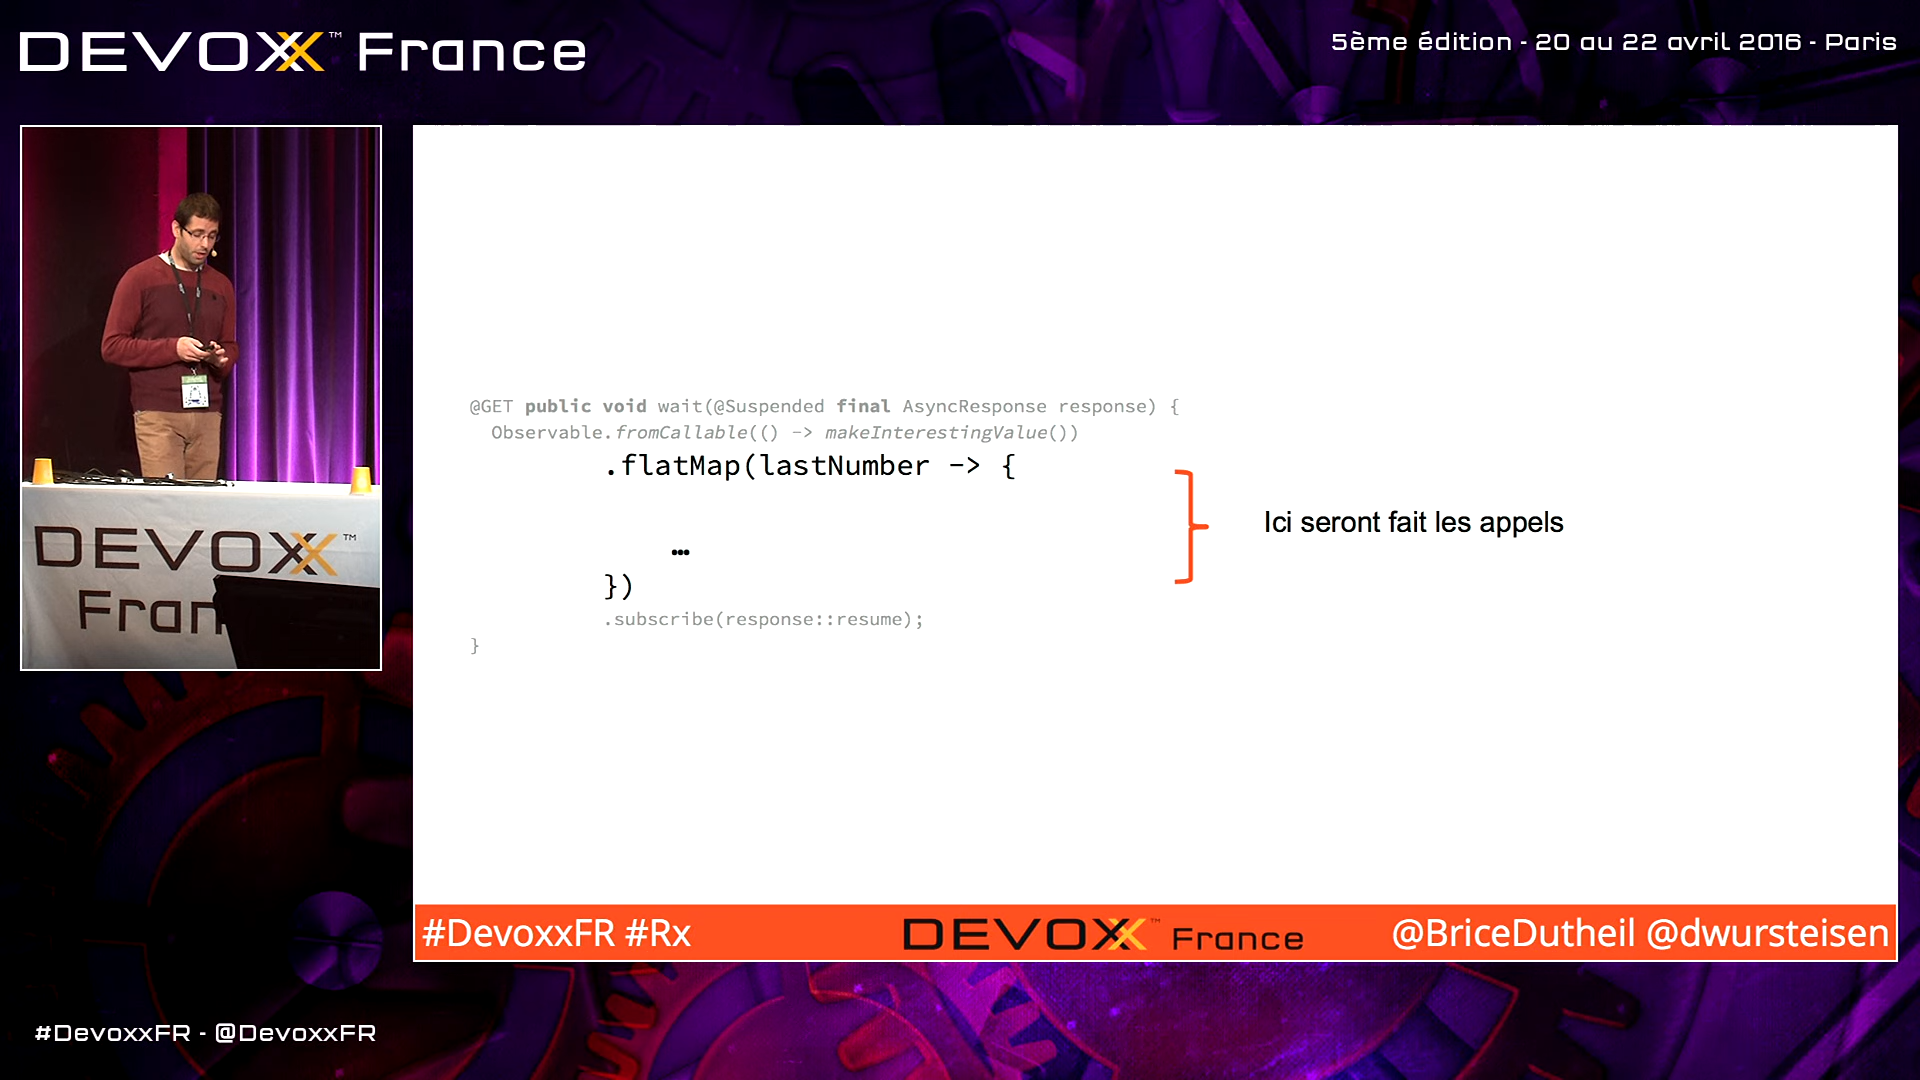 DEVOXX™ France
5ème édition - 20 au 22 avril 2016 - Paris
@GET public void wait(@Suspended final AsyncResponse response) {
Observable.fromCallable(() -> makeInterestingValue())
.flatMap(lastNumber -> {
…
})
.subscribe(response::resume);
}
Ici seront fait les appels
DEVOXX™
Fran
#DevoxxFR #Rx
DEVOXX™ France
@BriceDutheil @dwursteisen
#DevoxxFR - @DevoxxFR